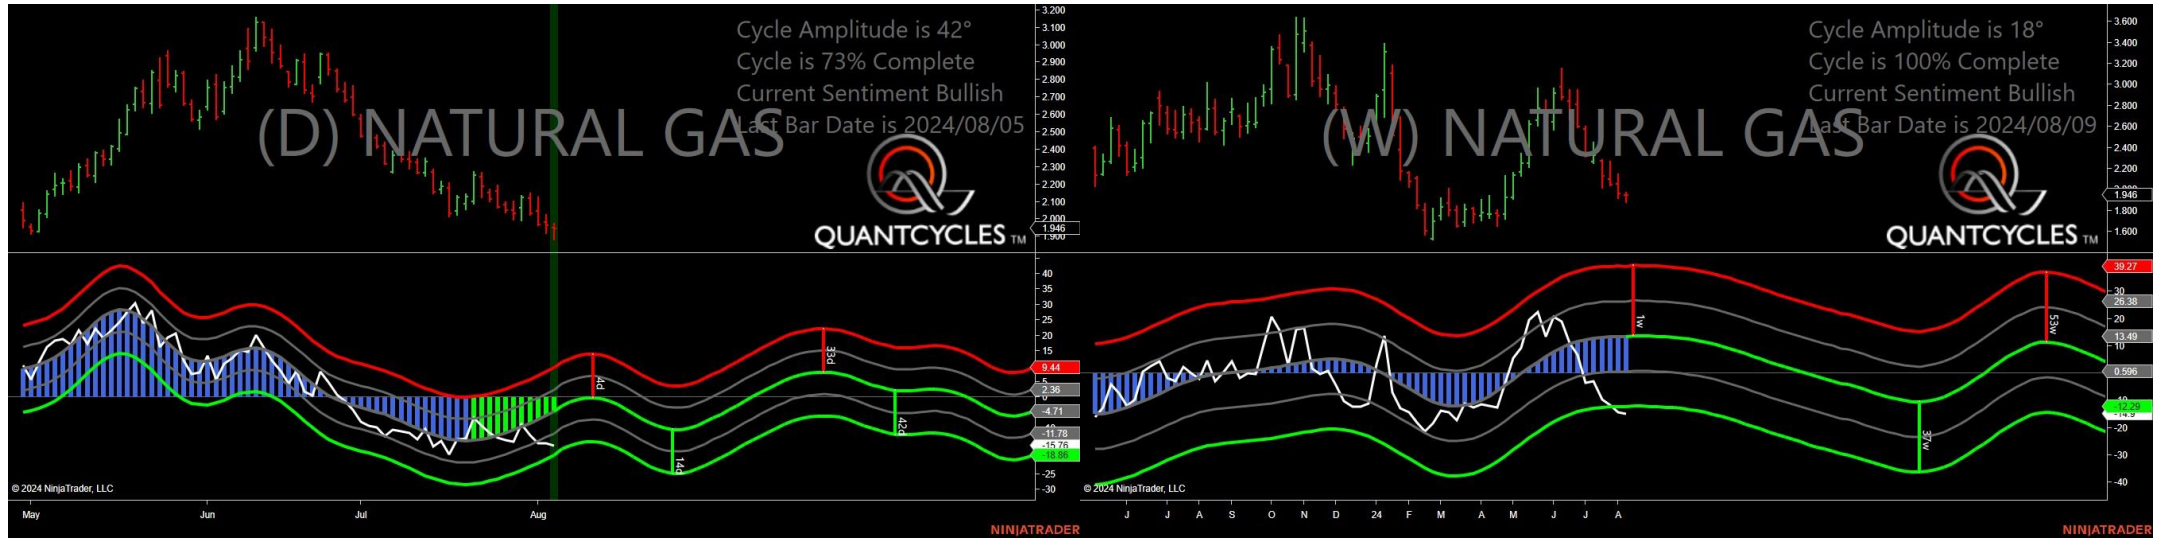 Cycle Amplitude is 42°
Cycle is 73% Complete
Current Sentiment Bullish
Last Bar Date is 2024/08/05
(D) NATURAL GAS
QUANTCYCLES TM
3.200
3.100
3.000
2.900
2.800
2.700
2.600
2.500
2.400
2.300
2.200
2.100
2.000
1.946
1.900
40
35
30
25
20
15
9.44
5
2.36
0
-4.71
-11.78
-15.76
-18.86
-25
-30
4d
14d
33d
42d
© 2024 NinjaTrader, LLC
May Jun Jul Aug
NINJATRADER
Cycle Amplitude is 18°
Cycle is 100% Complete
Current Sentiment Bullish
Last Bar Date is 2024/08/09
(W) NATURAL GAS
QUANTCYCLES TM
3.600
3.400
3.200
3.000
2.800
2.600
2.400
2.200
2.000
1.946
1.800
1.600
39.27
30
26.38
20
13.49
10
0.596
-12.29
-14.9
-20
-30
-40
1w
37w
53w
© 2024 NinjaTrader, LLC
J J A S O N D 24 F M A M J J A
NINJATRADER